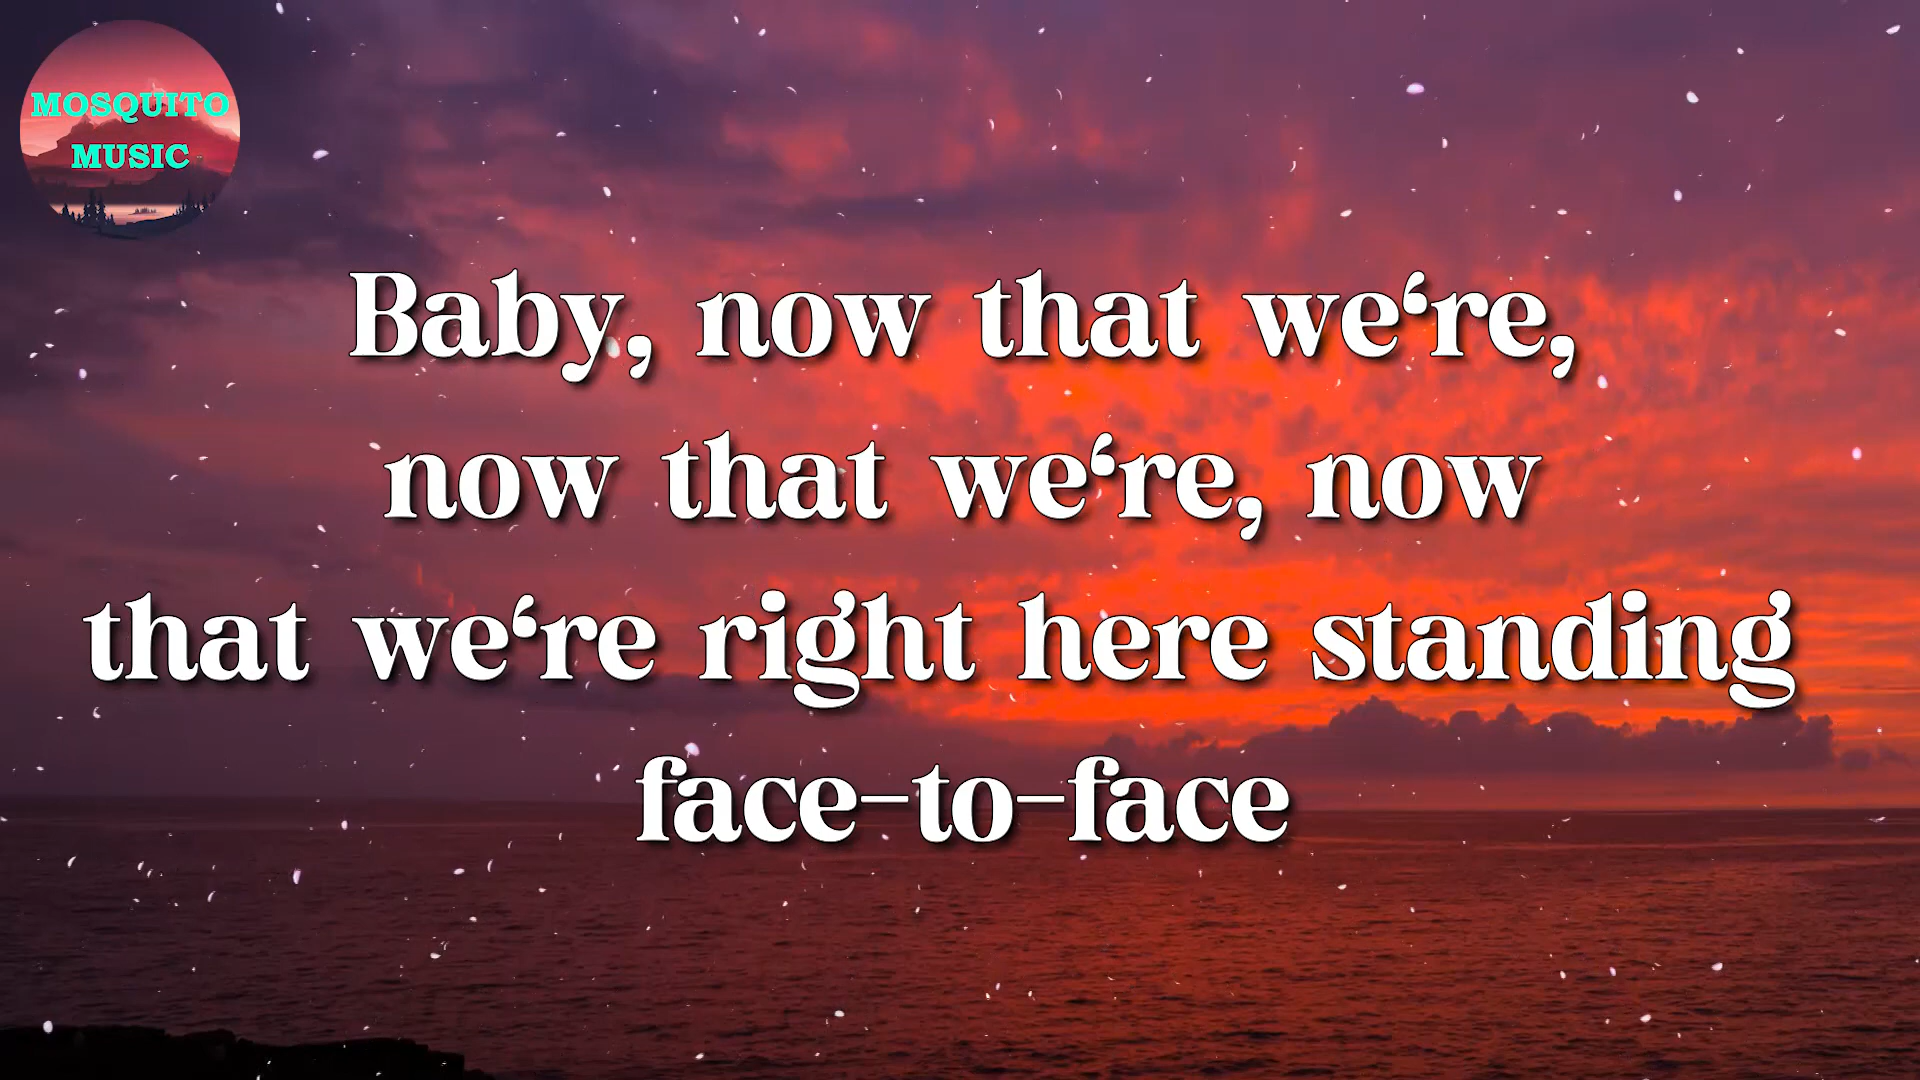 MOSQUITO
MUSIC
Baby, now that we‘re,
now that we‘re, now
that we‘re right here standing
face-to-face